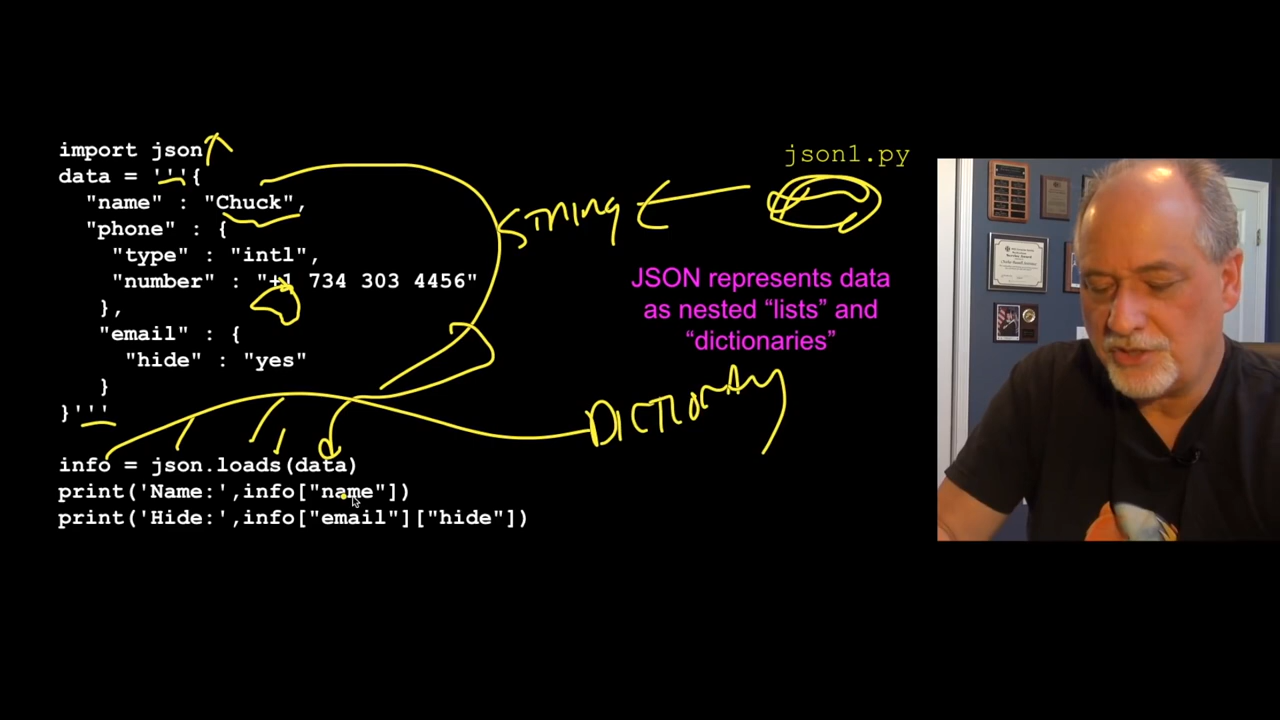 import json
data = '''{
  "name" : "Chuck",
  "phone" : {
    "type" : "intl",
    "number" : "+1 734 303 4456"
   },
   "email" : {
     "hide" : "yes"
   }
}'''
info = json.loads(data)
print('Name:',info["name"])
print('Hide:',info["email"]["hide"])
json1.py
STRING
JSON represents data
as nested “lists” and
“dictionaries”
DICTIONARY